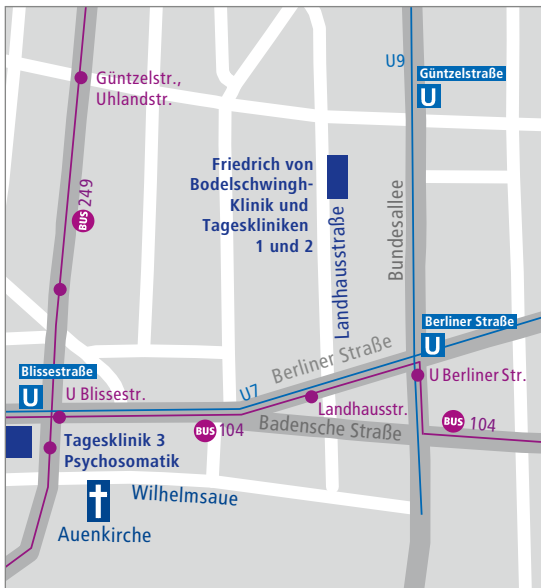 U9
Güntzelstraße
U
Güntzelstr.,
Uhlandstr.
Friedrich von
Bodelschwingh-
Klinik und
Tageskliniken
1 und 2
BUS 249
Landhausstraße
Bundesallee
Berliner Straße
U
Berliner Straße
Blissestraße
U
U Blissestr.
U7
U Berliner Str.
Landhausstr.
BUS 104
Badensche Straße
BUS 104
Tagesklinik 3
Psychosomatik
Wilhelmsaue
Auenkirche